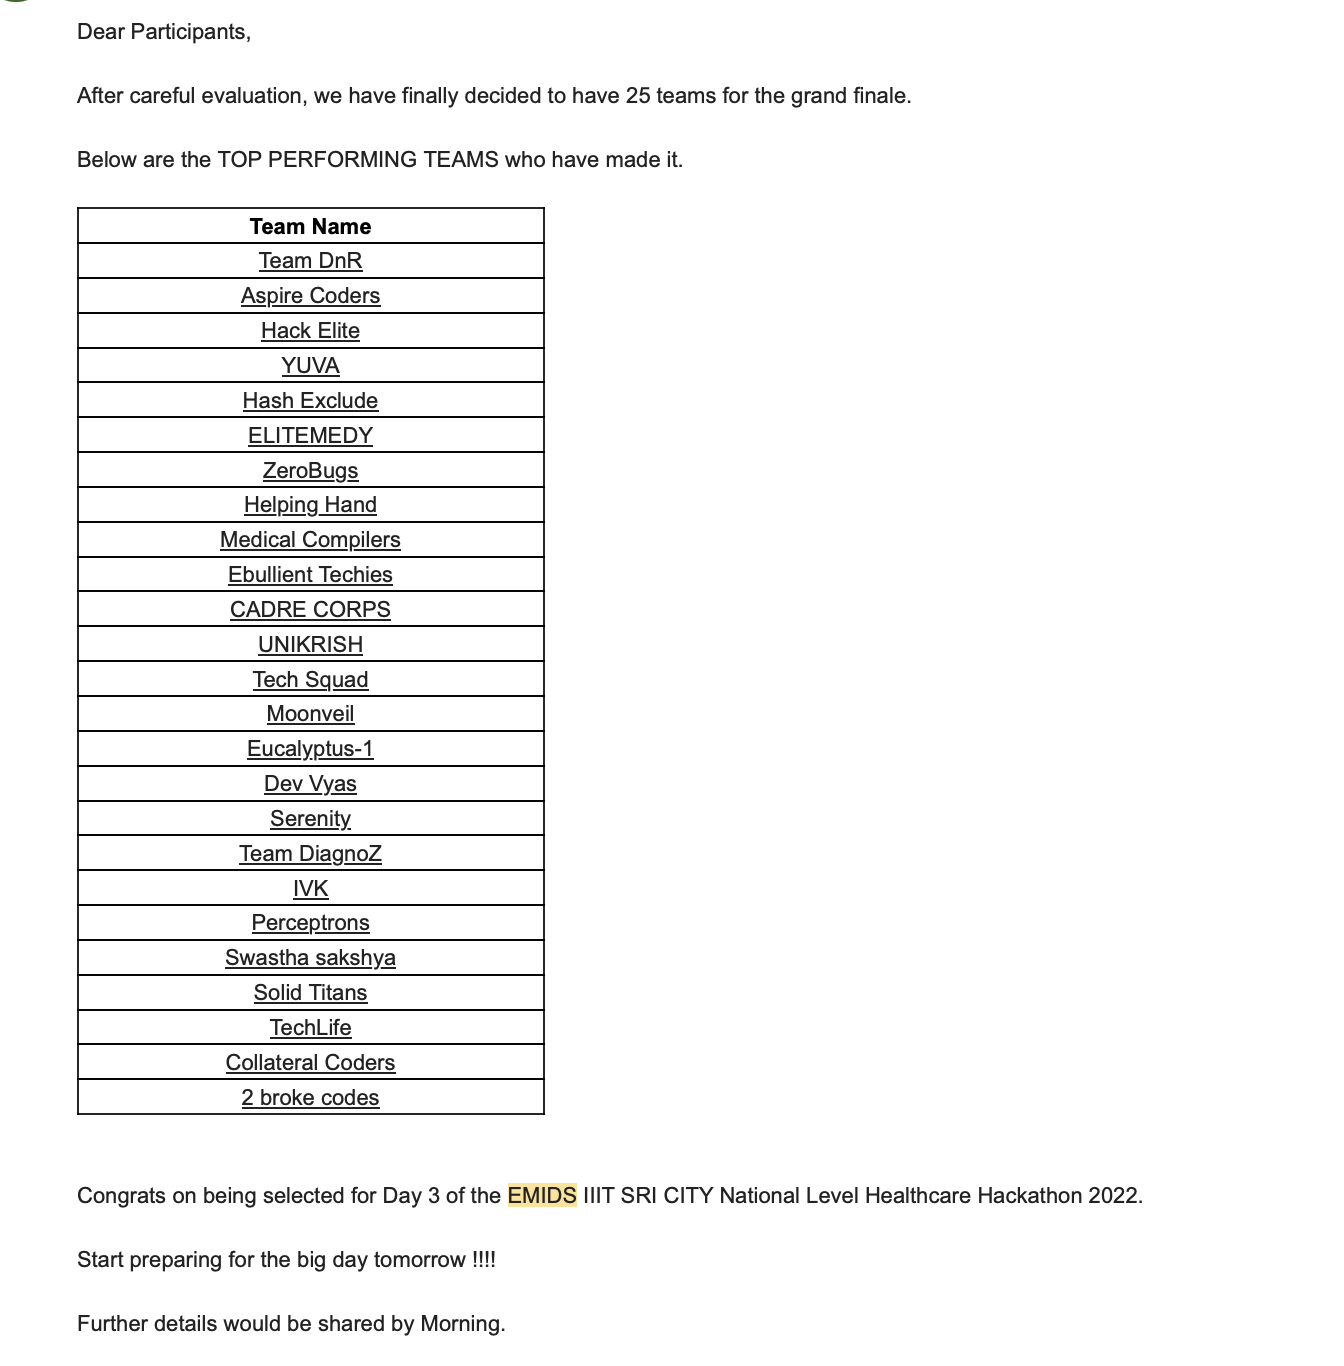 Dear Participants,
After careful evaluation, we have finally decided to have 25 teams for the grand finale.
Below are the TOP PERFORMING TEAMS who have made it.
Team Name
Team DnR
Aspire Coders
Hack Elite
YUVA
Hash Exclude
ELITEMEDY
ZeroBugs
Helping Hand
Medical Compilers
Ebullient Techies
CADRE CORPS
UNIKRISH
Tech Squad
Moonveil
Eucalyptus-1
Dev Vyas
Serenity
Team DiagnoZ
IVK
Perceptrons
Swastha sakshya
Solid Titans
TechLife
Collateral Coders
2 broke codes
Congrats on being selected for Day 3 of the EMIDS IIIT SRI CITY National Level Healthcare Hackathon 2022.
Start preparing for the big day tomorrow !!!!
Further details would be shared by Morning.